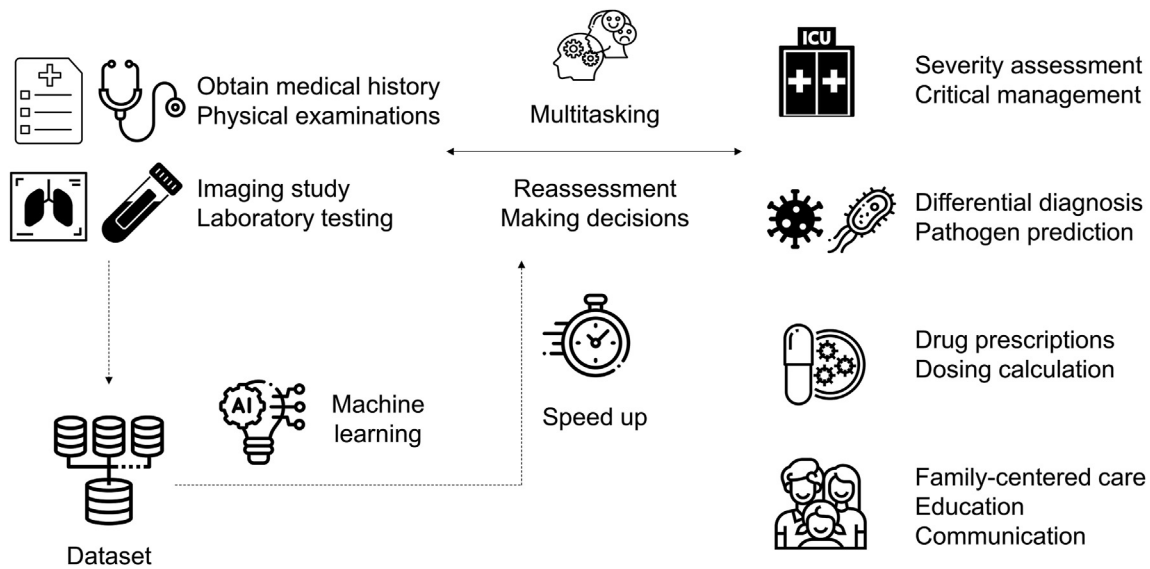 Obtain medical history
Physical examinations
Imaging study
Laboratory testing
Dataset
AI
Machine
learning
Multitasking
Reassessment
Making decisions
Speed up
ICU
Severity assessment
Critical management
Differential diagnosis
Pathogen prediction
Drug prescriptions
Dosing calculation
Family-centered care
Education
Communication